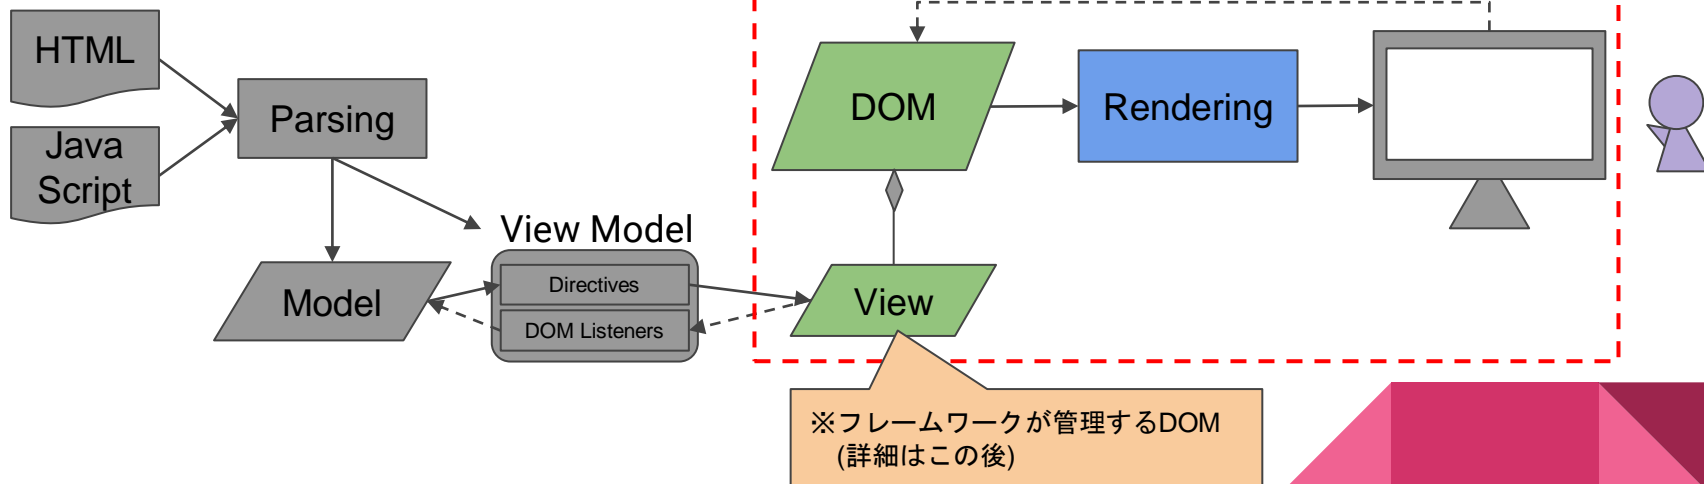 HTML
Java
Script
Parsing
DOM
Rendering
View Model
Model
Directives
DOM Listeners
View
※フレームワークが管理するDOM
(詳細はこの後)